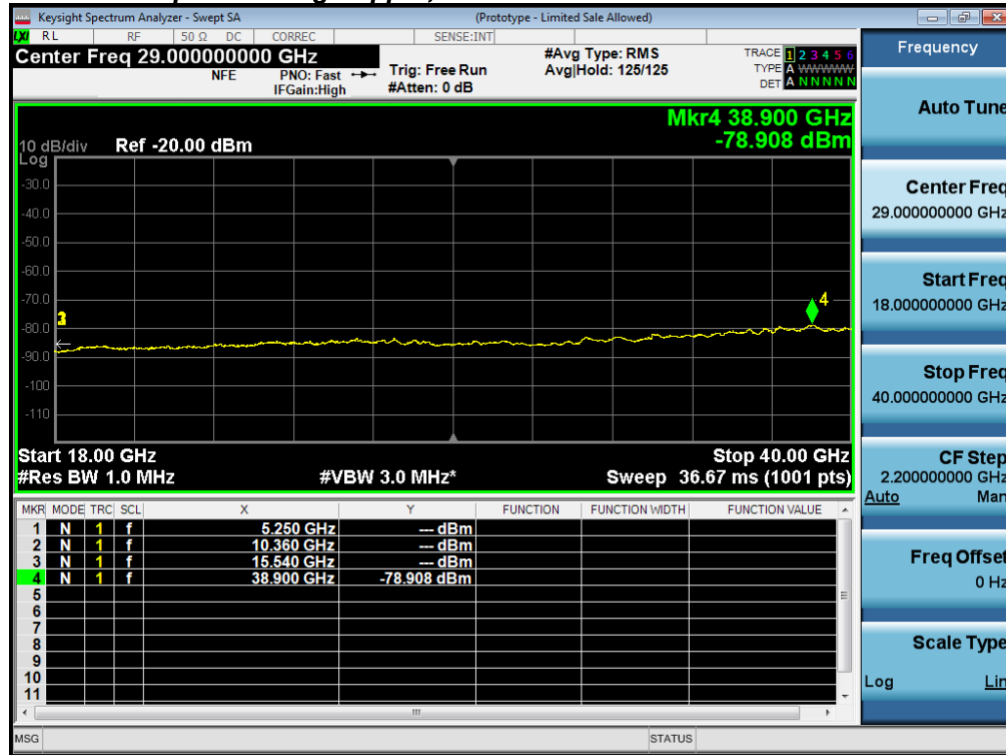 Keysight Spectrum Analyzer - Swept SA (Prototype - Limited Sale Allowed)
LXI RL RF 50 Ω DC CORREC SENSE:INT
Center Freq 29.000000000 GHz
NFE PNO: Fast IFGain:High
Trig: Free Run
#Atten: 0 dB
#Avg Type: RMS
Avg|Hold: 125/125
TRACE 1 2 3 4 5 6
TYPE A WWWWW
DET A N N N N N
Mkr4 38.900 GHz
-78.908 dBm
10 dB/div Ref -20.00 dBm
Log
-30.0
-40.0
-50.0
-60.0
-70.0
-80.0
-90.0
-100
-110
3
4
Start 18.00 GHz Stop 40.00 GHz
#Res BW 1.0 MHz #VBW 3.0 MHz* Sweep 36.67 ms (1001 pts)
MKR MODE TRC SCL X Y FUNCTION FUNCTION WIDTH FUNCTION VALUE
1 N 1 f 5.250 GHz --- dBm
2 N 1 f 10.360 GHz --- dBm
3 N 1 f 15.540 GHz --- dBm
4 N 1 f 38.900 GHz -78.908 dBm
5
6
7
8
9
10
11
MSG STATUS
Frequency
Auto Tune
Center Freq
29.000000000 GHz
Start Freq
18.000000000 GHz
Stop Freq
40.000000000 GHz
CF Step
2.200000000 GHz
Auto Man
Freq Offset
0 Hz
Scale Type
Log Lin